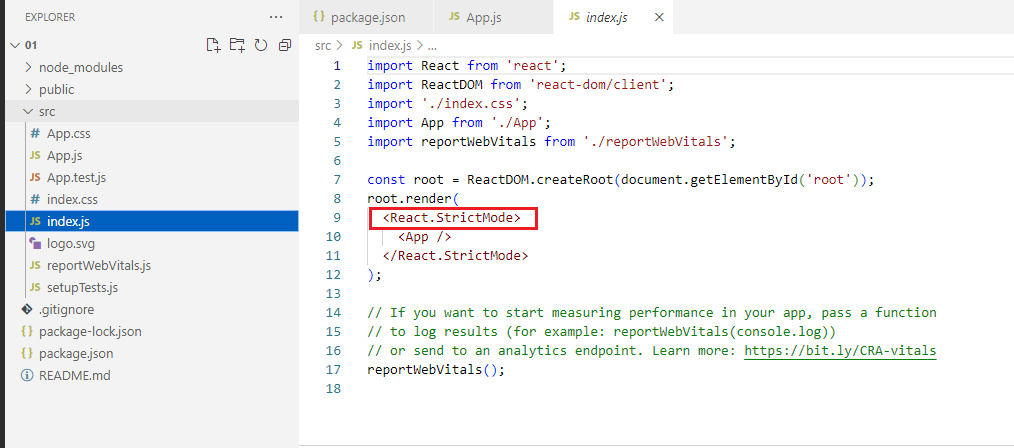 EXPLORER
...
01
node_modules
public
src
# App.css
JS App.js
JS App.test.js
# index.css
JS index.js
logo.svg
JS reportWebVitals.js
JS setupTests.js
.gitignore
{} package-lock.json
{} package.json
README.md
{} package.json
JS App.js
JS index.js
src > JS index.js > ...
1 import React from 'react';
2 import ReactDOM from 'react-dom/client';
3 import './index.css';
4 import App from './App';
5 import reportWebVitals from './reportWebVitals';
6
7 const root = ReactDOM.createRoot(document.getElementById('root'));
8 root.render(
9 <React.StrictMode>
10 <App />
11 </React.StrictMode>
12 );
13
14 // If you want to start measuring performance in your app, pass a function
15 // to log results (for example: reportWebVitals(console.log))
16 // or send to an analytics endpoint. Learn more: https://bit.ly/CRA-vitals
17 reportWebVitals();
18